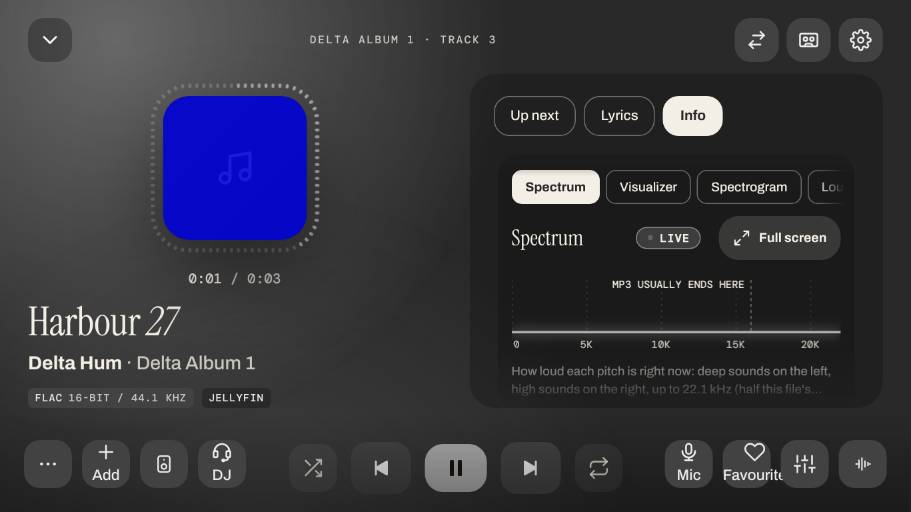 DELTA ALBUM 1 · TRACK 3
Up next
Lyrics
Info
Spectrum
Visualizer
Spectrogram
Lou
Spectrum
LIVE
Full screen
MP3 USUALLY ENDS HERE
0 5K 10K 15K 20K
How loud each pitch is right now: deep sounds on the left,
high sounds on the right, up to 22.1 kHz (half this file's…
0:01 / 0:03
Harbour 27
Delta Hum · Delta Album 1
FLAC 16-BIT / 44.1 KHZ
JELLYFIN
Add
DJ
Mic
Favourite